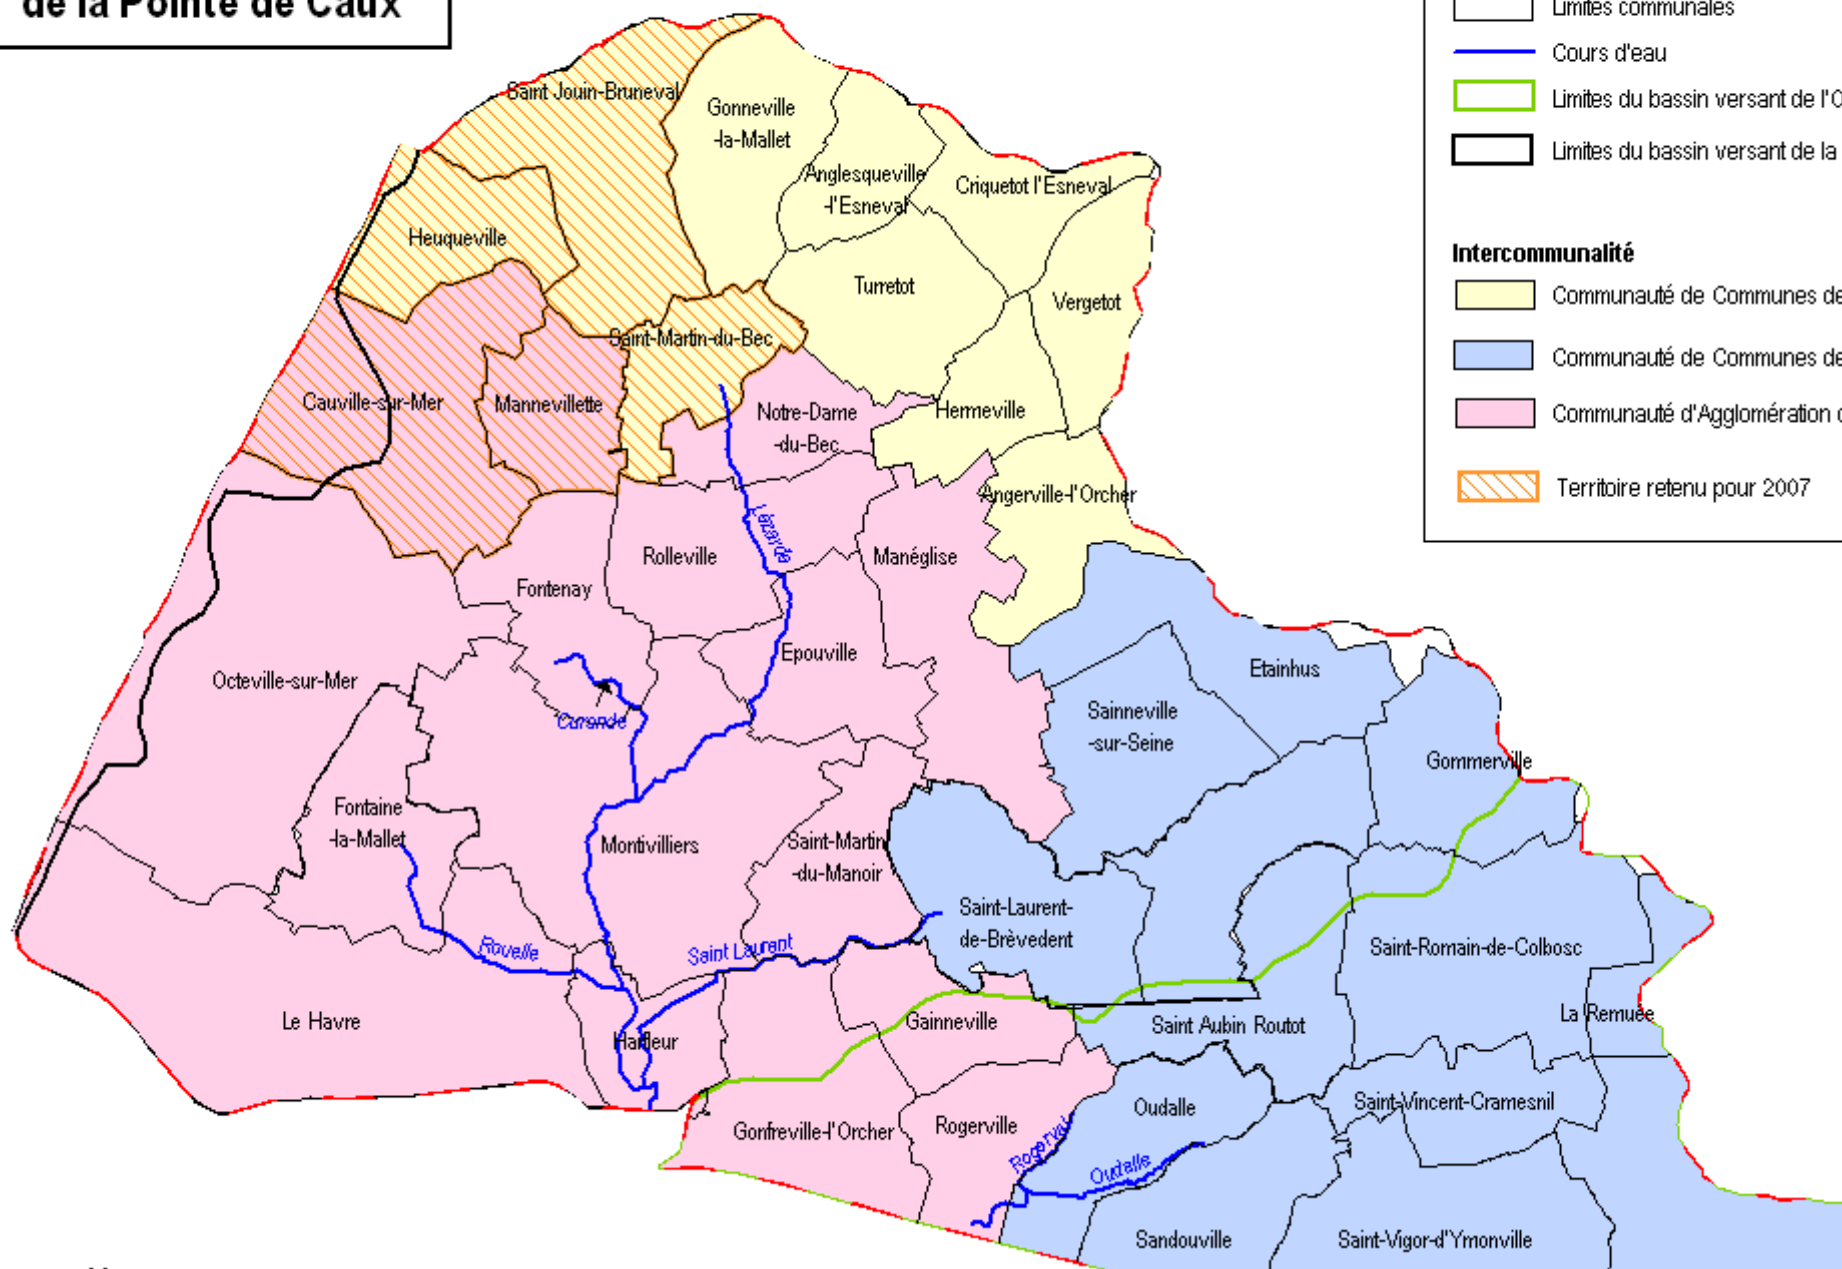 de la Pointe de Caux
Limites communales
Cours d'eau
Limites du bassin versant de l'O
Limites du bassin versant de la
Intercommunalité
Communauté de Communes de
Communauté de Communes de
Communauté d'Agglomération
Territoire retenu pour 2007
Saint Jouin-Bruneval
Gonneville
-la-Mallet
Anglesqueville
-l'Esneval
Criquetot l'Esneval
Heuqueville
Turretot
Vergetot
Saint-Martin-du-Bec
Cauville-sur-Mer
Mannevillette
Notre-Dame
-du-Bec
Hermeville
Angerville-l'Orcher
Lézarde
Rolleville
Manéglise
Fontenay
Epouville
Octeville-sur-Mer
Etainhus
Curande
Sainneville
-sur-Seine
Gommerville
Fontaine
-la-Mallet
Montivilliers
Saint-Martin
-du-Manoir
Saint-Laurent-
de-Brèvedent
Rouelle
Saint Laurent
Saint-Romain-de-Colbosc
Le Havre
Harfleur
Gainneville
Saint Aubin Routot
La Remuée
Gonfreville-l'Orcher
Rogerville
Rogerval
Oudalle
Saint-Vincent-Cramesnil
Oudalle
Sandouville
Saint-Vigor-d'Ymonville